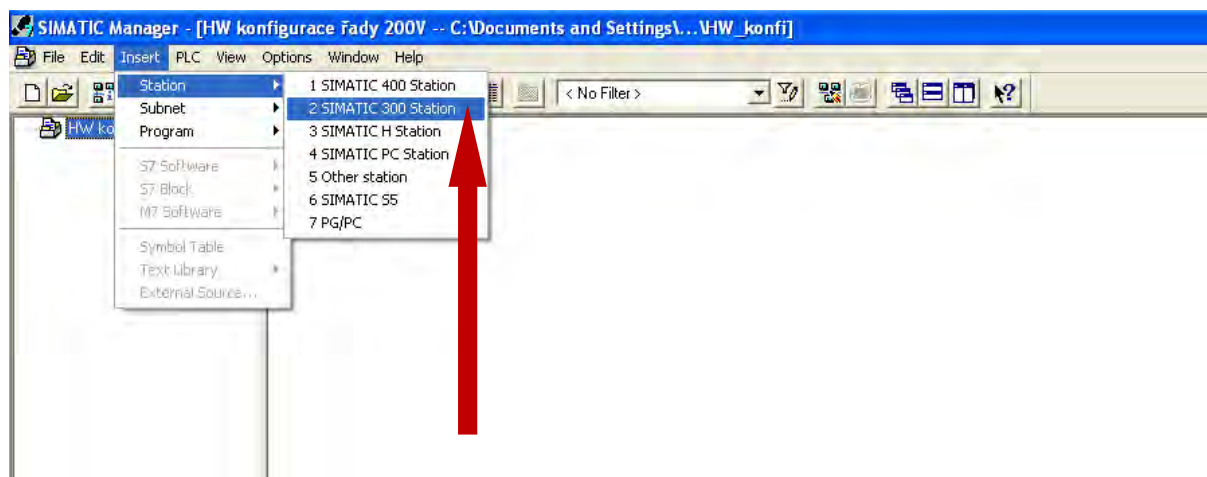 SIMATIC Manager - [HW konfigurace řady 200V -- C:\Documents and Settings\...\HW_konfi]
File Edit Insert PLC View Options Window Help
< No Filter >
HW ko
Station
Subnet
Program
S7 Software
S7 Block
M7 Software
Symbol Table
Text Library
External Source...
1 SIMATIC 400 Station
2 SIMATIC 300 Station
3 SIMATIC H Station
4 SIMATIC PC Station
5 Other station
6 SIMATIC S5
7 PG/PC